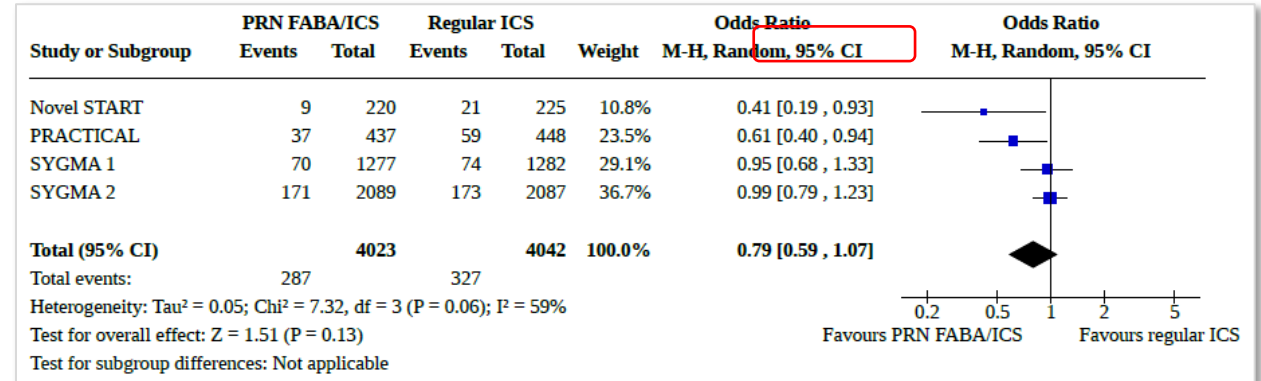 PRN FABA/ICS Regular ICS Odds Ratio Odds Ratio
Study or Subgroup Events Total Events Total Weight M-H, Random, 95% CI M-H, Random, 95% CI
Novel START 9 220 21 225 10.8% 0.41 [0.19 , 0.93]
PRACTICAL 37 437 59 448 23.5% 0.61 [0.40 , 0.94]
SYGMA 1 70 1277 74 1282 29.1% 0.95 [0.68 , 1.33]
SYGMA 2 171 2089 173 2087 36.7% 0.99 [0.79 , 1.23]
Total (95% CI) 4023 4042 100.0% 0.79 [0.59 , 1.07]
Total events: 287 327
Heterogeneity: Tau² = 0.05; Chi² = 7.32, df = 3 (P = 0.06); I² = 59%
0.2 0.5 1 2 5
Test for overall effect: Z = 1.51 (P = 0.13) Favours PRN FABA/ICS Favours regular ICS
Test for subgroup differences: Not applicable